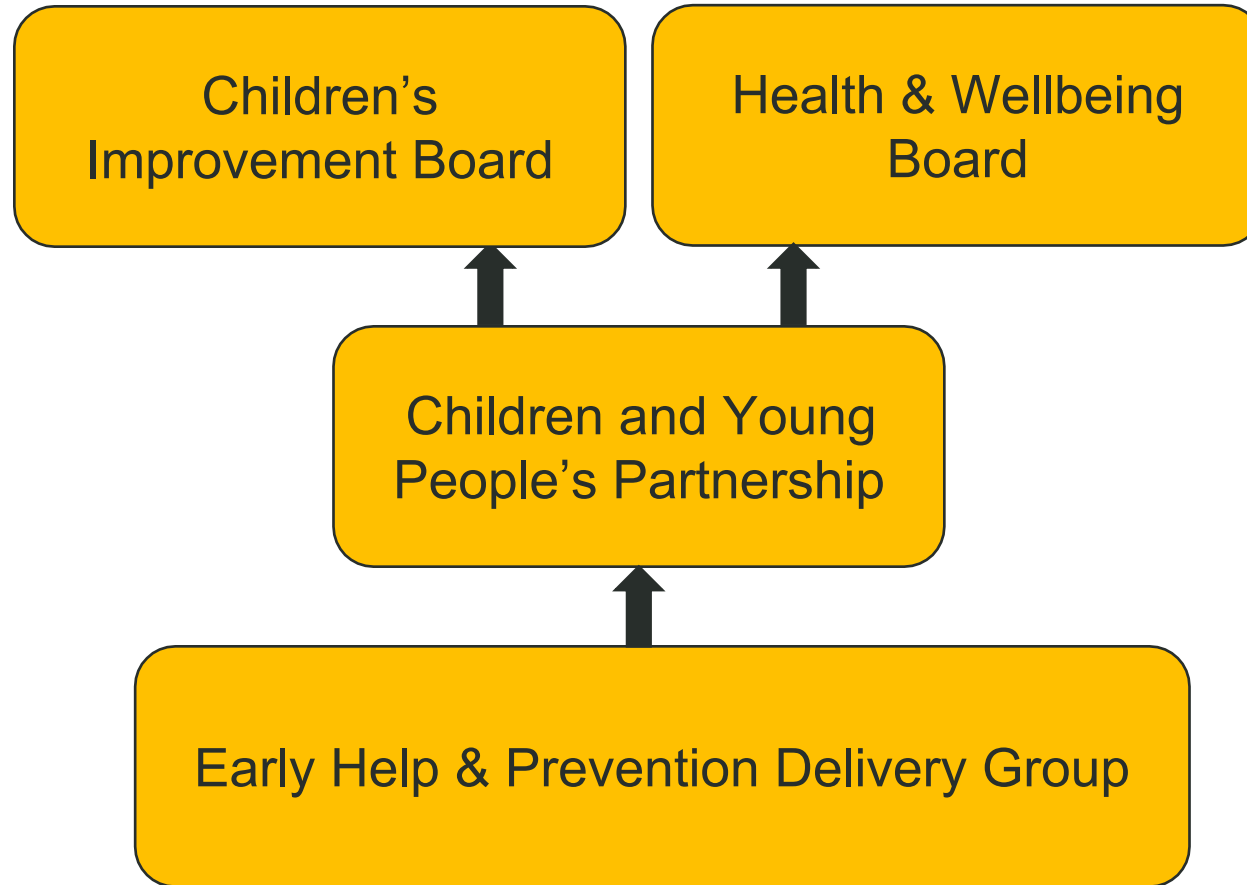 Children’s
Improvement Board
Health & Wellbeing
Board
Children and Young
People’s Partnership
Early Help & Prevention Delivery Group